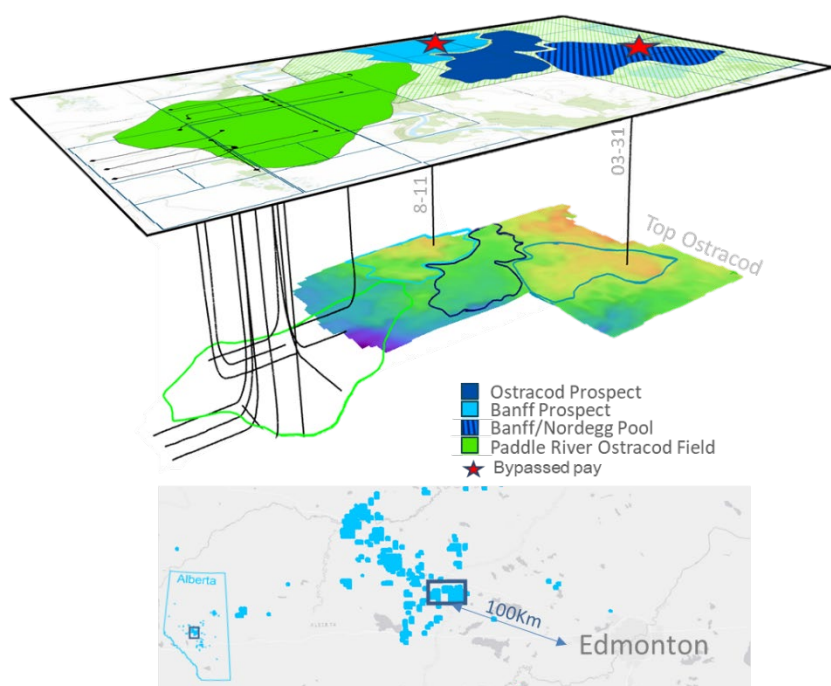 8-11
03-31
Top Ostracod
Ostracod Prospect
Banff Prospect
Banff/Nordegg Pool
Paddle River Ostracod Field
Bypassed pay
Alberta
100Km
Edmonton